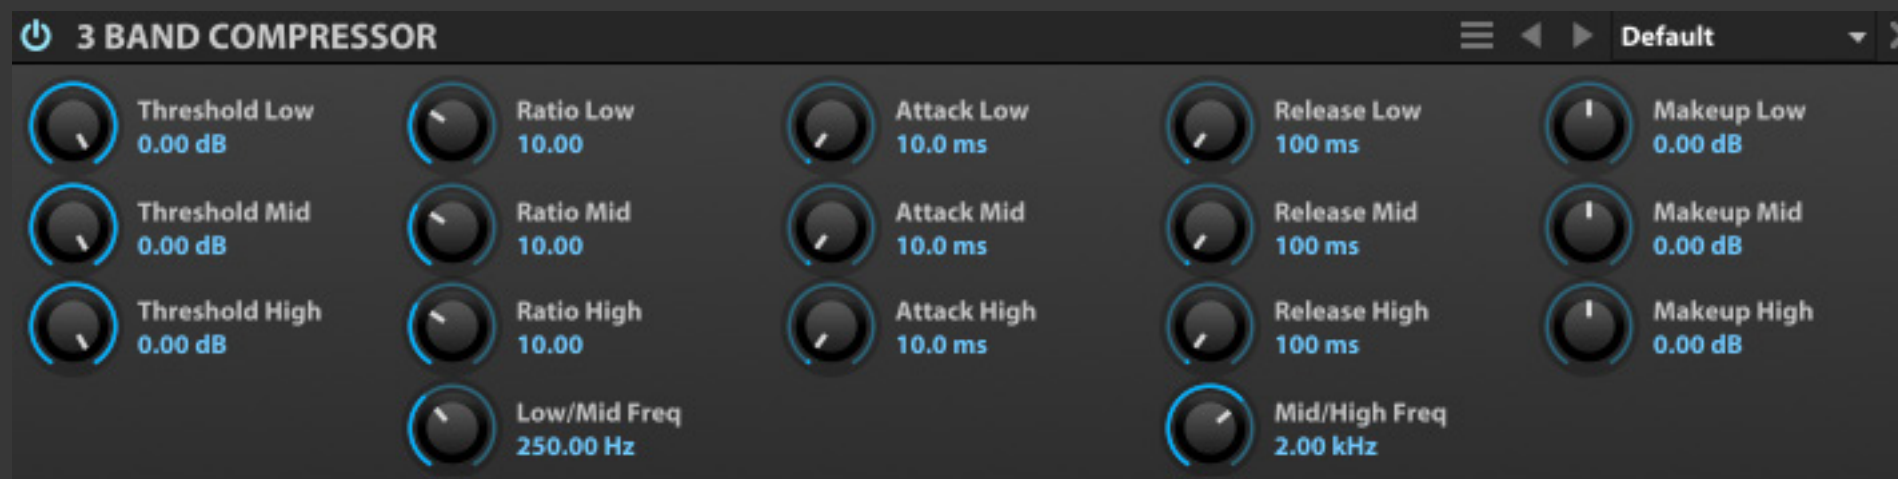 3 BAND COMPRESSOR Default
Threshold Low Ratio Low Attack Low Release Low Makeup Low
0.00 dB 10.00 10.0 ms 100 ms 0.00 dB
Threshold Mid Ratio Mid Attack Mid Release Mid Makeup Mid
0.00 dB 10.00 10.0 ms 100 ms 0.00 dB
Threshold High Ratio High Attack High Release High Makeup High
0.00 dB 10.00 10.0 ms 100 ms 0.00 dB
Low/Mid Freq Mid/High Freq
250.00 Hz 2.00 kHz